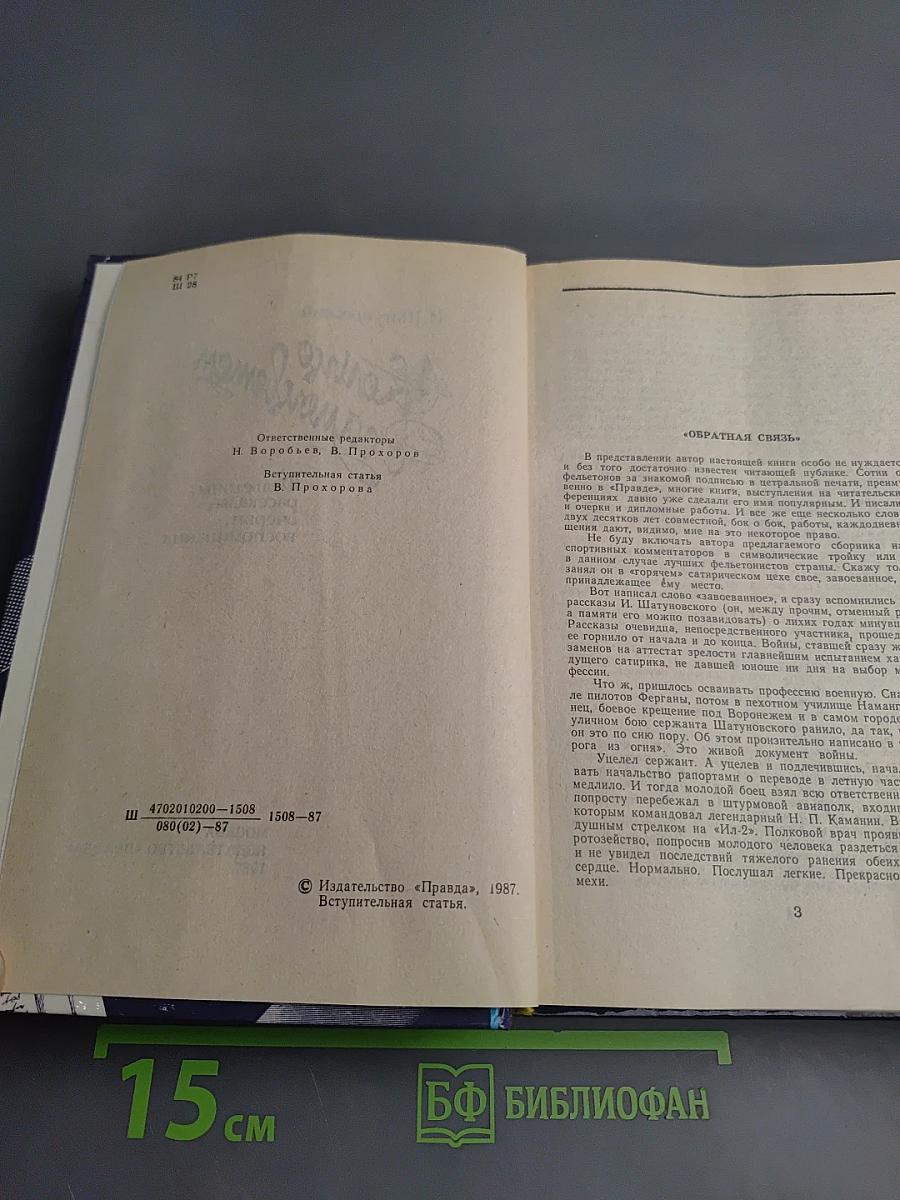 84 Р7
Ш 28
Ответственные редакторы
Н. Воробьев, В. Прохоров
Вступительная статья
В. Прохорова
Ш 4702010200—1508
080(02)—87
1508—87
© Издательство «Правда», 1987.
Вступительная статья.
«ОБРАТНАЯ СВЯЗЬ»
В представлении автор настоящей книги особо не нуждаетс
и без того достаточно известен читающей публике. Сотни о
фельетонов за знакомой подписью в цетральной печати, преим
венно в «Правде», многие книги, выступления на читательски
ференциях давно уже сделали его имя популярным. И писали
и очерки и дипломные работы. И все же еще несколько слов
двух десятков лет совместной, бок о бок, работы, каждоднев
щения дают, видимо, мне на это некоторое право.
Не буду включать автора предлагаемого сборника н
спортивных комментаторов в символические тройку или
в данном случае лучших фельетонистов страны. Скажу то
занял он в «горячем» сатирическом цехе свое, завоеванное,
принадлежащее ему место.
Вот написал слово «завоеванное», и сразу вспомнились
рассказы И. Шатуновского (он, между прочим, отменный р
а памяти его можно позавидовать) о лихих годах минувш
Рассказы очевидца, непосредственного участника, прошед
ее горнило от начала и до конца. Войны, ставшей сразу ж
заменов на аттестат зрелости главнейшим испытанием ха
дущего сатирика, не давшей юноше ни дня на выбор м
фессии.
Что ж, пришлось осваивать профессию военную. Сна
ле пилотов Ферганы, потом в пехотном училище Наманг
нец, боевое крещение под Воронежем и в самом городе
уличном бою сержанта Шатуновского ранило, да так,
он это по сию пору. Об этом пронзительно написано в
рога из огня». Это живой документ войны.
Уцелел сержант. А уцелев и подлечившись, нача
вать начальство рапортами о переводе в летную час
медлило. И тогда молодой боец взял всю ответственн
попросту перебежал в штурмовой авиаполк, входи
которым командовал легендарный Н. П. Каманин. В
душным стрелком на «Ил-2». Полковой врач прояви
ротозейство, попросив молодого человека раздеться
и не увидел последствий тяжелого ранения обеих
сердце. Нормально. Послушал легкие. Прекрасно
мехи.
3
15 см
БФ БИБЛИОФАН